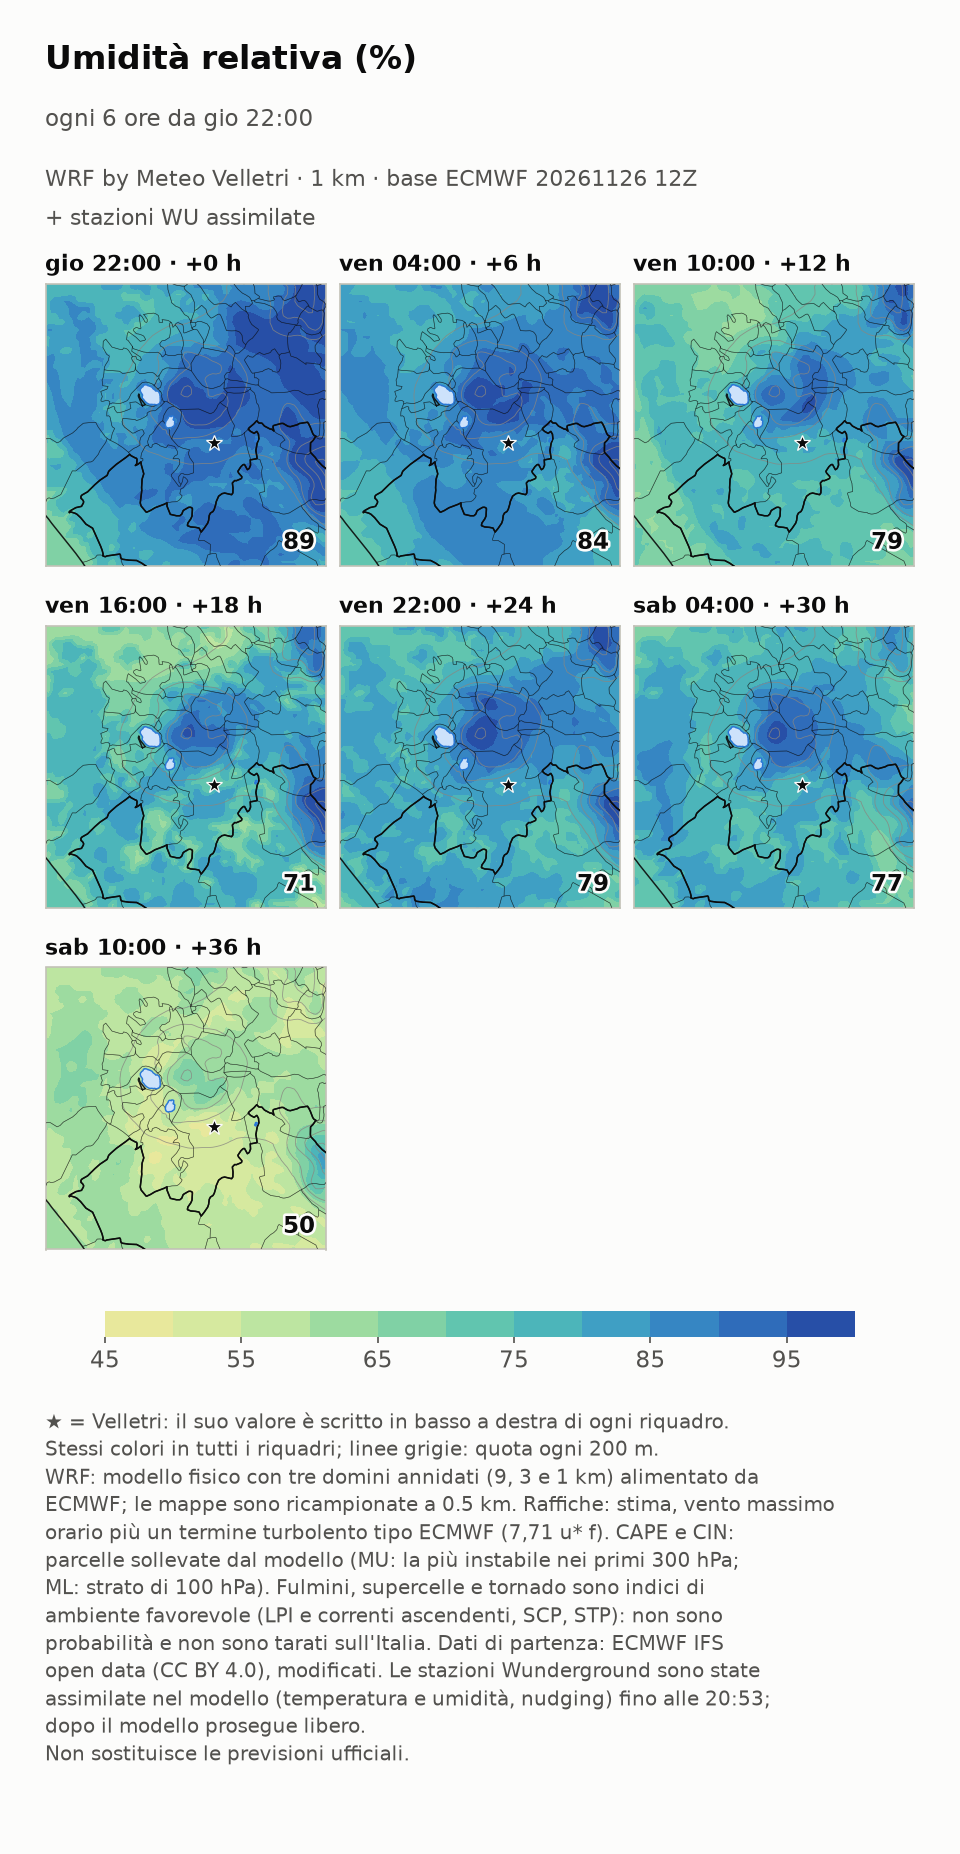 Umidità relativa (%)
ogni 6 ore da gio 22:00
WRF by Meteo Velletri · 1 km · base ECMWF 20261126 12Z
+ stazioni WU assimilate
gio 22:00 · +0 h
ven 04:00 · +6 h
ven 10:00 · +12 h
89
84
79
ven 16:00 · +18 h
ven 22:00 · +24 h
sab 04:00 · +30 h
71
79
77
sab 10:00 · +36 h
50
45 55 65 75 85 95
★ = Velletri: il suo valore è scritto in basso a destra di ogni riquadro.
Stessi colori in tutti i riquadri; linee grigie: quota ogni 200 m.
WRF: modello fisico con tre domini annidati (9, 3 e 1 km) alimentato da
ECMWF; le mappe sono ricampionate a 0.5 km. Raffiche: stima, vento massimo
orario più un termine turbolento tipo ECMWF (7,71 u* f). CAPE e CIN:
parcelle sollevate dal modello (MU: la più instabile nei primi 300 hPa;
ML: strato di 100 hPa). Fulmini, supercelle e tornado sono indici di
ambiente favorevole (LPI e correnti ascendenti, SCP, STP): non sono
probabilità e non sono tarati sull'Italia. Dati di partenza: ECMWF IFS
open data (CC BY 4.0), modificati. Le stazioni Wunderground sono state
assimilate nel modello (temperatura e umidità, nudging) fino alle 20:53;
dopo il modello prosegue libero.
Non sostituisce le previsioni ufficiali.